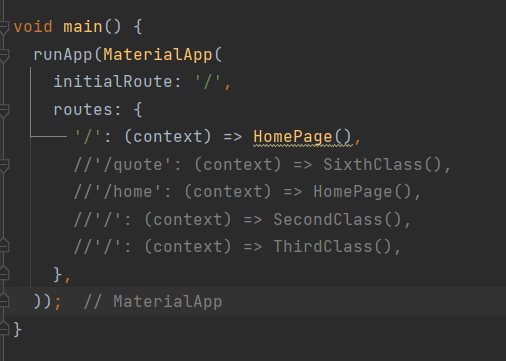 void main() {
  runApp(MaterialApp(
    initialRoute: '/',
    routes: {
      '/': (context) => HomePage(),
      //'/quote': (context) => SixthClass(),
      //'/home': (context) => HomePage(),
      //'/': (context) => SecondClass(),
      //'/': (context) => ThirdClass(),
    },
  ));  // MaterialApp
}